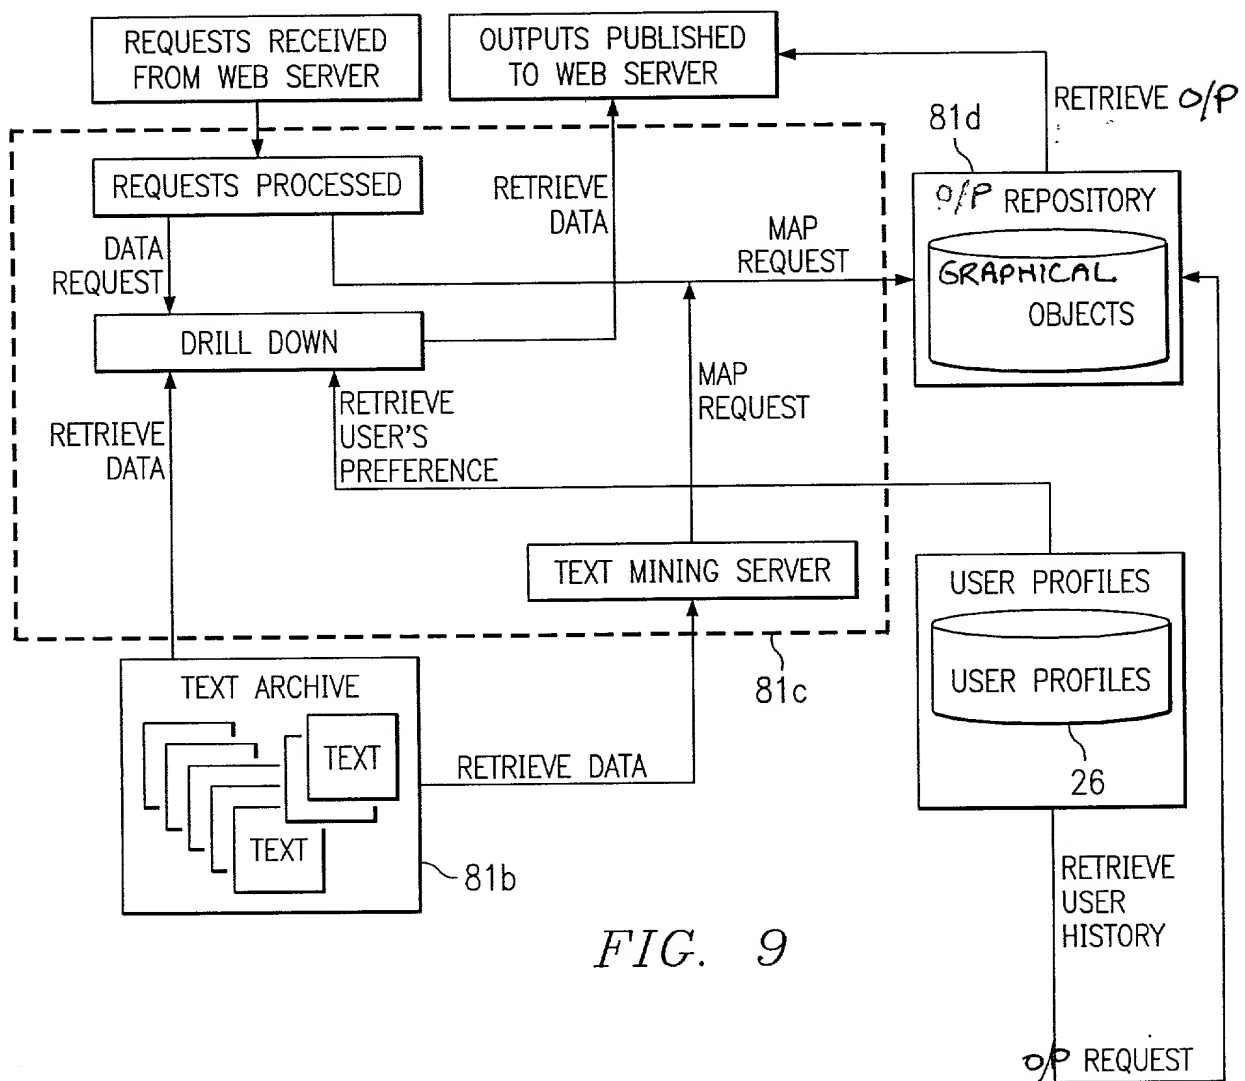 REQUESTS RECEIVED
FROM WEB SERVER
OUTPUTS PUBLISHED
TO WEB SERVER
RETRIEVE O/P
81d
REQUESTS PROCESSED
RETRIEVE
DATA
O/P REPOSITORY
DATA
REQUEST
MAP
REQUEST
GRAPHICAL
OBJECTS
DRILL DOWN
MAP
REQUEST
RETRIEVE
USER'S
PREFERENCE
RETRIEVE
DATA
TEXT MINING SERVER
USER PROFILES
USER PROFILES
81c
26
TEXT ARCHIVE
TEXT
TEXT
RETRIEVE DATA
81b
RETRIEVE
USER
HISTORY
FIG. 9
O/P REQUEST